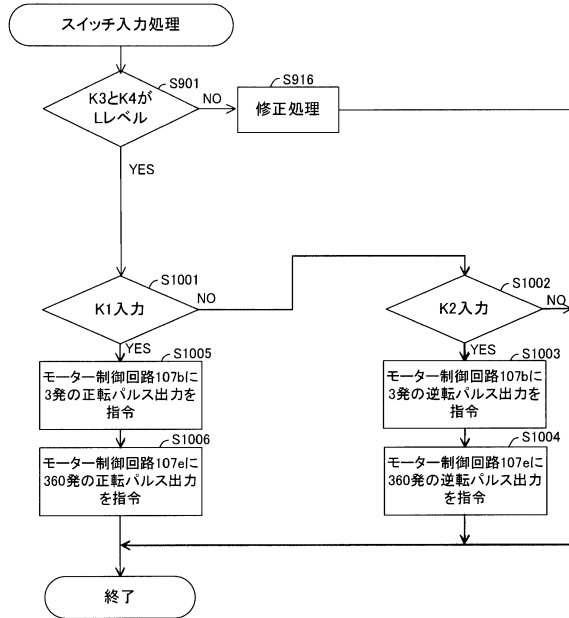 スイッチ入力処理
S901
K3とK4が
Lレベル
NO
S916
修正処理
YES
S1001
K1入力
NO
S1002
K2入力
NO
YES
S1005
モーター制御回路107bに
3発の正転パルス出力を
指令
YES
S1003
モーター制御回路107bに
3発の逆転パルス出力を
指令
S1006
モーター制御回路107eに
360発の正転パルス出力
を指令
S1004
モーター制御回路107eに
360発の逆転パルス出力
を指令
終了